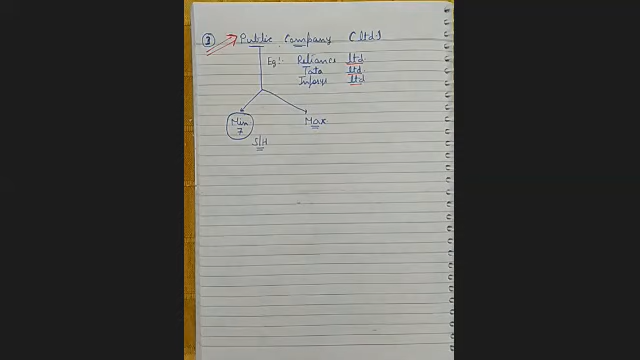 ③ Public Company (ltd.)
Eg:- Reliance ltd.
Tata ltd.
Infosys ltd
Min Max
7
S/H